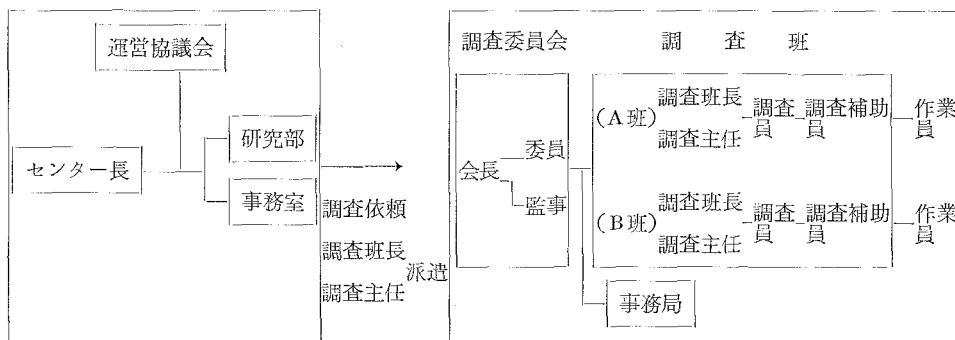 運営協議会
センター長
研究部
事務室
調査依頼
調査班長
調査主任
派遣
調査委員会
調査班
会長
委員
監事
(A班)
調査班長
調査主任
調査員
調査補助員
作業員
(B班)
調査班長
調査主任
調査員
調査補助員
作業員
事務局